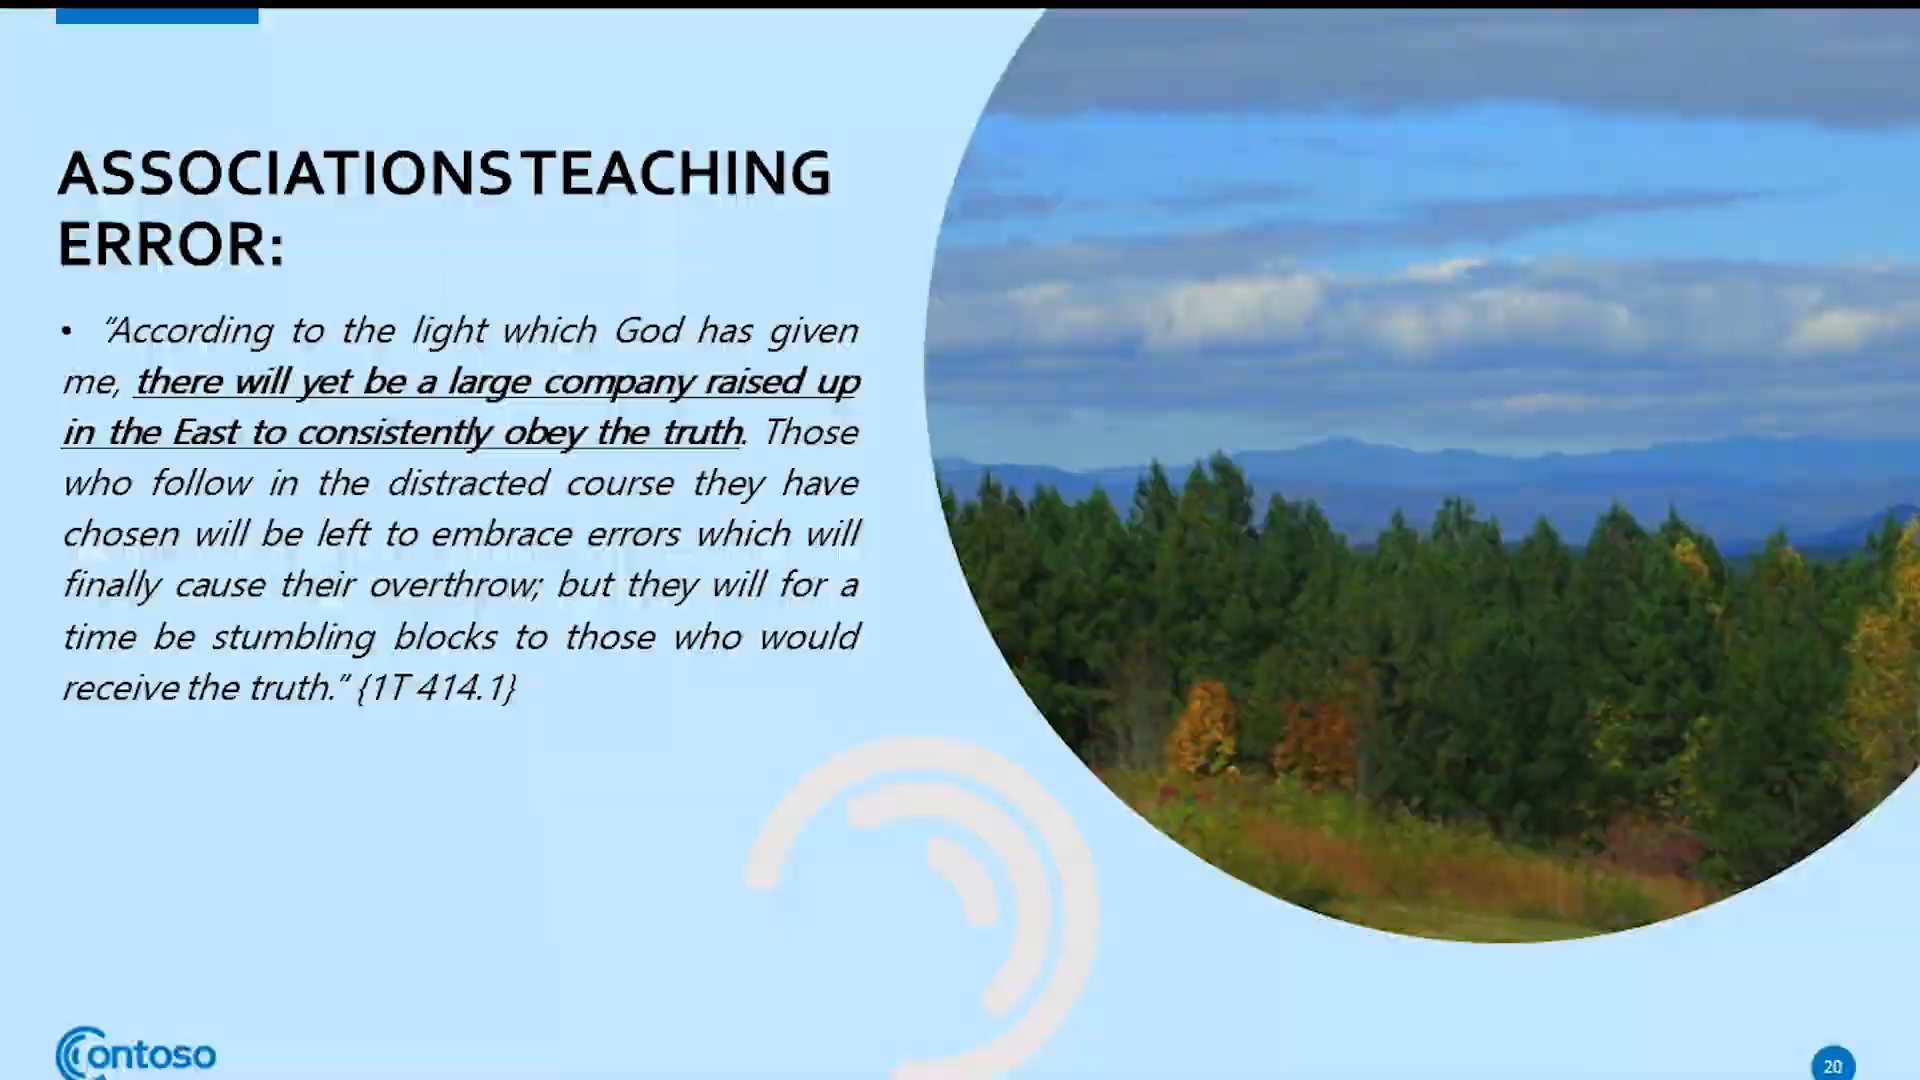 ASSOCIATIONS TEACHING
ERROR:
• “According to the light which God has given
me, there will yet be a large company raised up
in the East to consistently obey the truth. Those
who follow in the distracted course they have
chosen will be left to embrace errors which will
finally cause their overthrow; but they will for a
time be stumbling blocks to those who would
receive the truth.” {1T 414.1}
Contoso
20